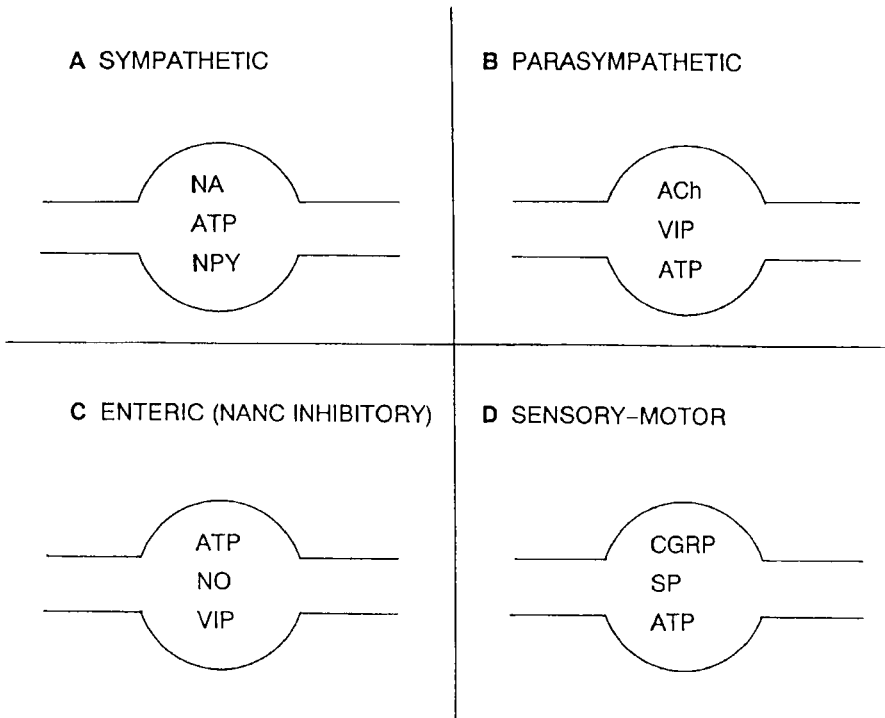 A SYMPATHETIC
NA
ATP
NPY
B PARASYMPATHETIC
ACh
VIP
ATP
C ENTERIC (NANC INHIBITORY)
ATP
NO
VIP
D SENSORY–MOTOR
CGRP
SP
ATP